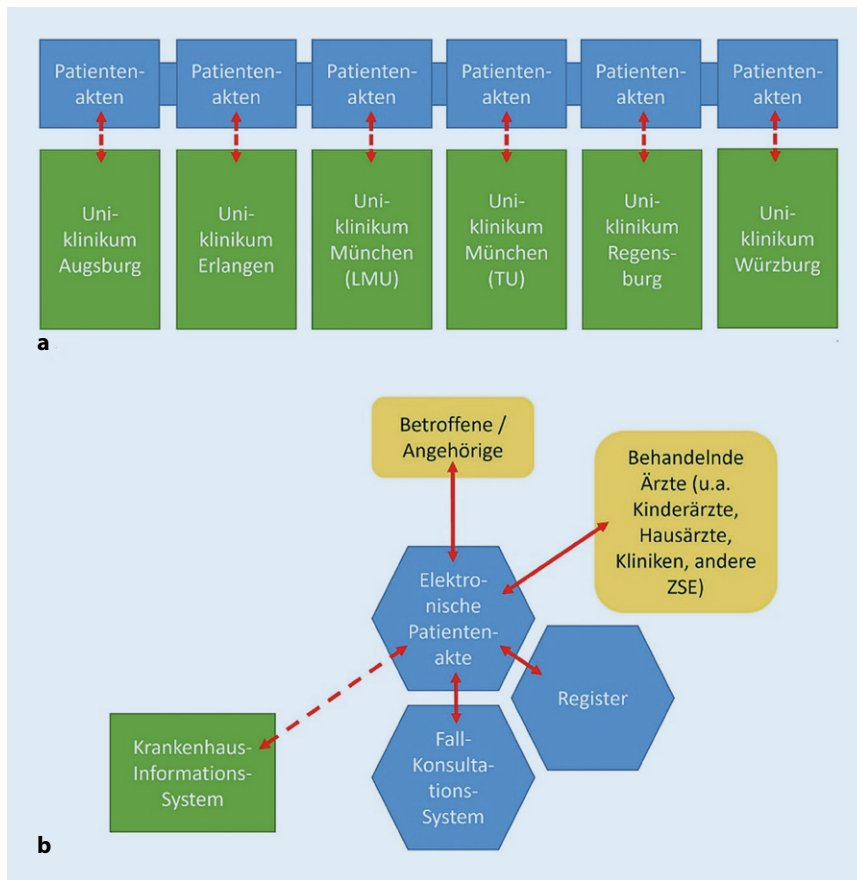 Patienten-
akten
Patienten-
akten
Patienten-
akten
Patienten-
akten
Patienten-
akten
Patienten-
akten
Uni-
klinikum
Augsburg
Uni-
klinikum
Erlangen
Uni-
klinikum
München
(LMU)
Uni-
klinikum
München
(TU)
Uni-
klinikum
Regens-
burg
Uni-
klinikum
Würzburg
a
Betroffene /
Angehörige
Behandelnde
Ärzte (u.a.
Kinderärzte,
Hausärzte,
Kliniken, andere
ZSE)
Elektro-
nische
Patienten-
akte
Register
Fall-
Konsulta-
tions-
System
Krankenhaus-
Informations-
System
b